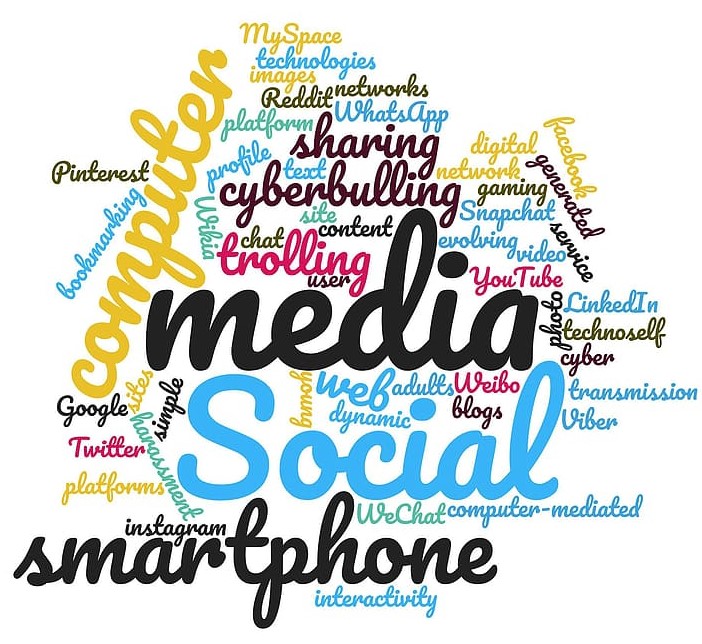 MySpace
technologies
images
Reddit
networks
WhatsApp
platform
sharing
computer
Pinterest
profile
text
digital
facebook
network
generated
cyberbulling
gaming
bookmarking
Wikia
site
Snapchat
content
chat
evolving
video
service
trolling
user
YouTube
media
photo
LinkedIn
technoself
cyber
sites
simple
young
web
adults
Weibo
transmission
Google
dynamic
blogs
Viber
Twitter
harassment
Social
platforms
WeChat
computer-mediated
instagram
smartphone
interactivity